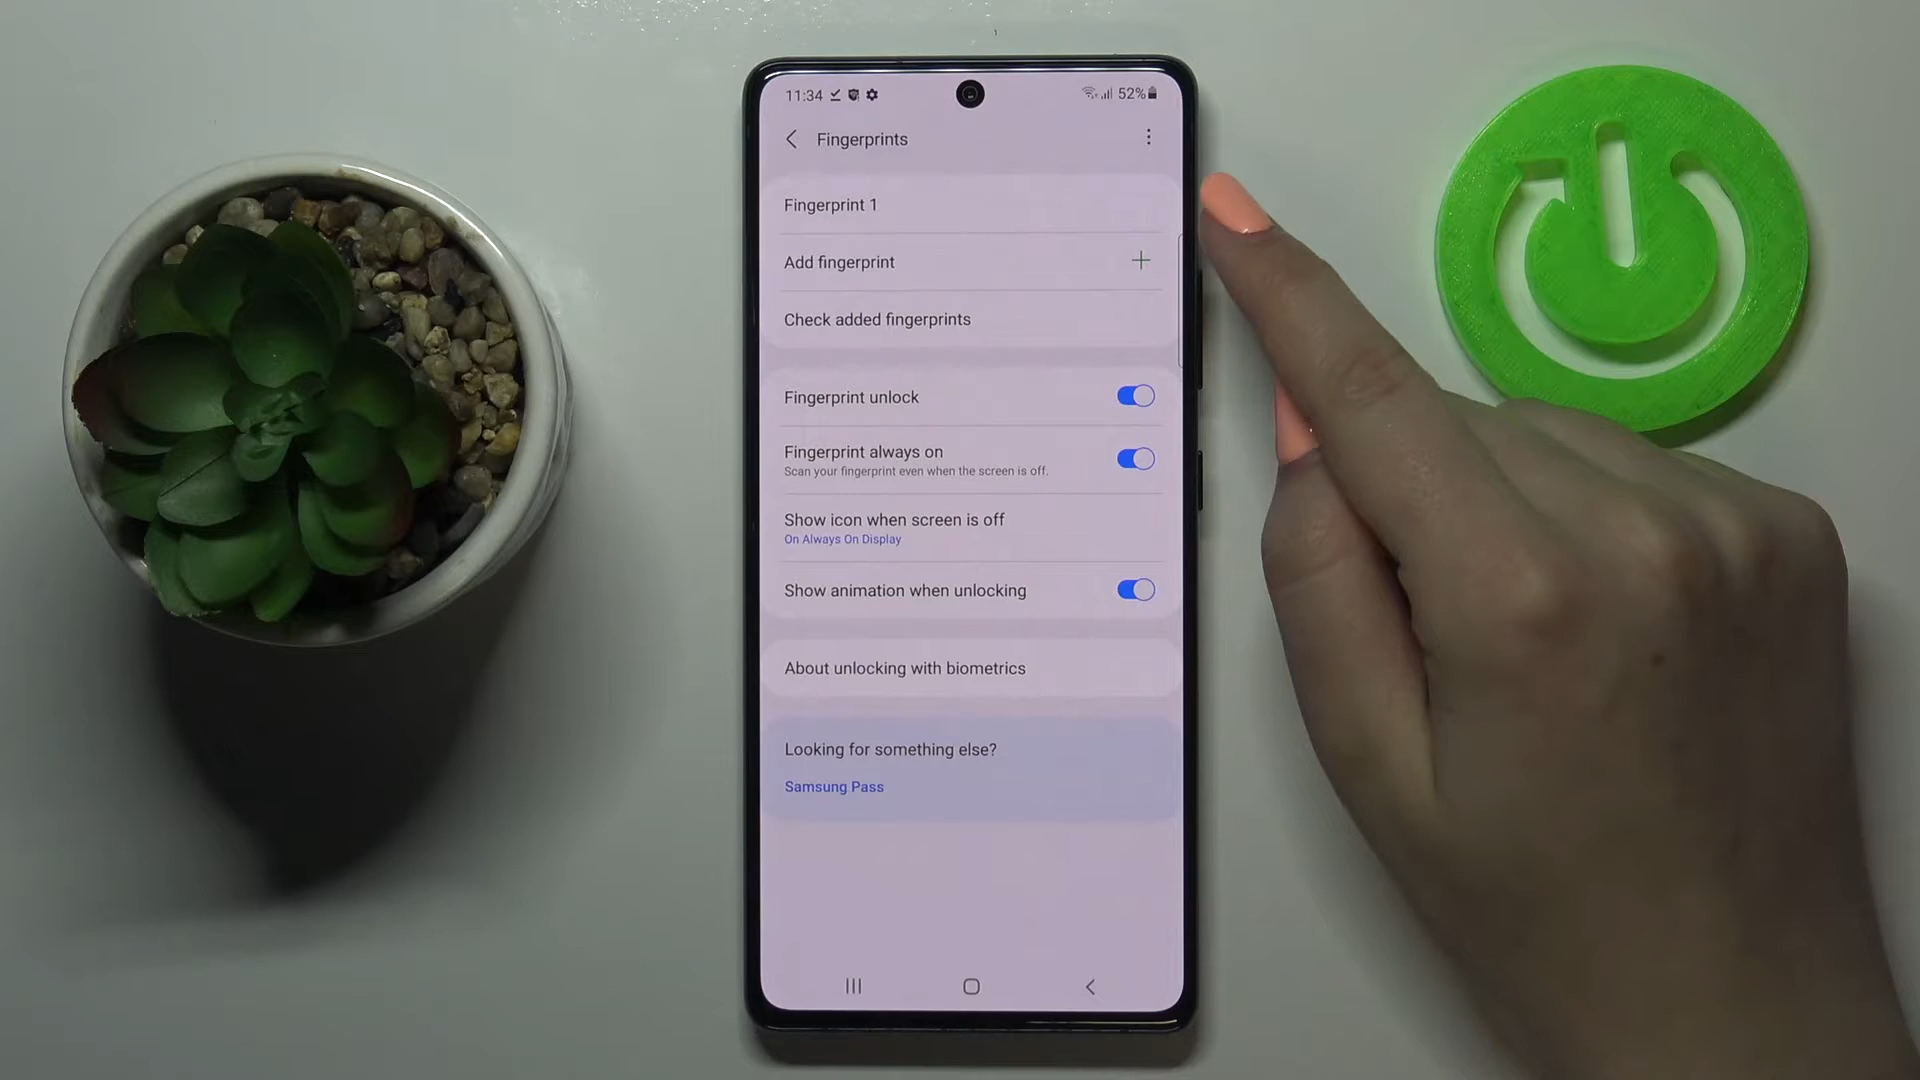 11:34
52%
Fingerprints
Fingerprint 1
Add fingerprint
Check added fingerprints
Fingerprint unlock
Fingerprint always on
Scan your fingerprint even when the screen is off.
Show icon when screen is off
On Always On Display
Show animation when unlocking
About unlocking with biometrics
Looking for something else?
Samsung Pass